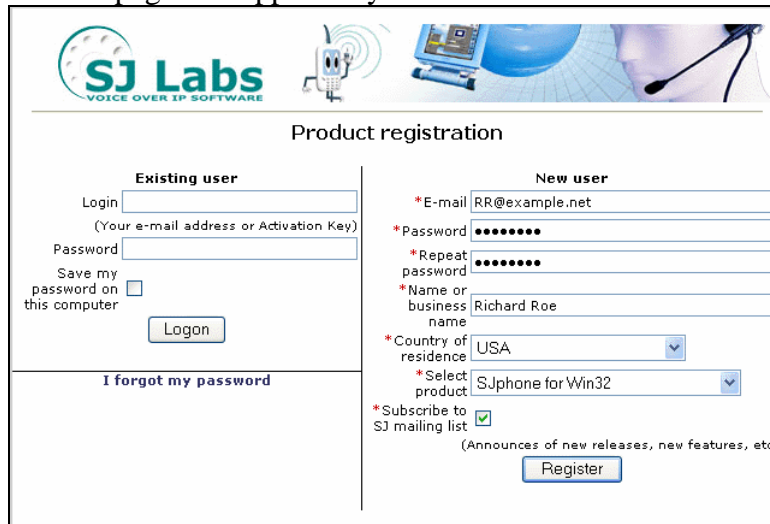 SJ Labs
VOICE OVER IP SOFTWARE
Product registration
Existing user
Login
(Your e-mail address or Activation Key)
Password
Save my
password on
this computer
Logon
I forgot my password
New user
*E-mail RR@example.net
*Password ••••••••
*Repeat
password ••••••••
*Name or
business
name Richard Roe
*Country of
residence USA
*Select
product SJphone for Win32
*Subscribe to
SJ mailing list
(Announces of new releases, new features, etc
Register